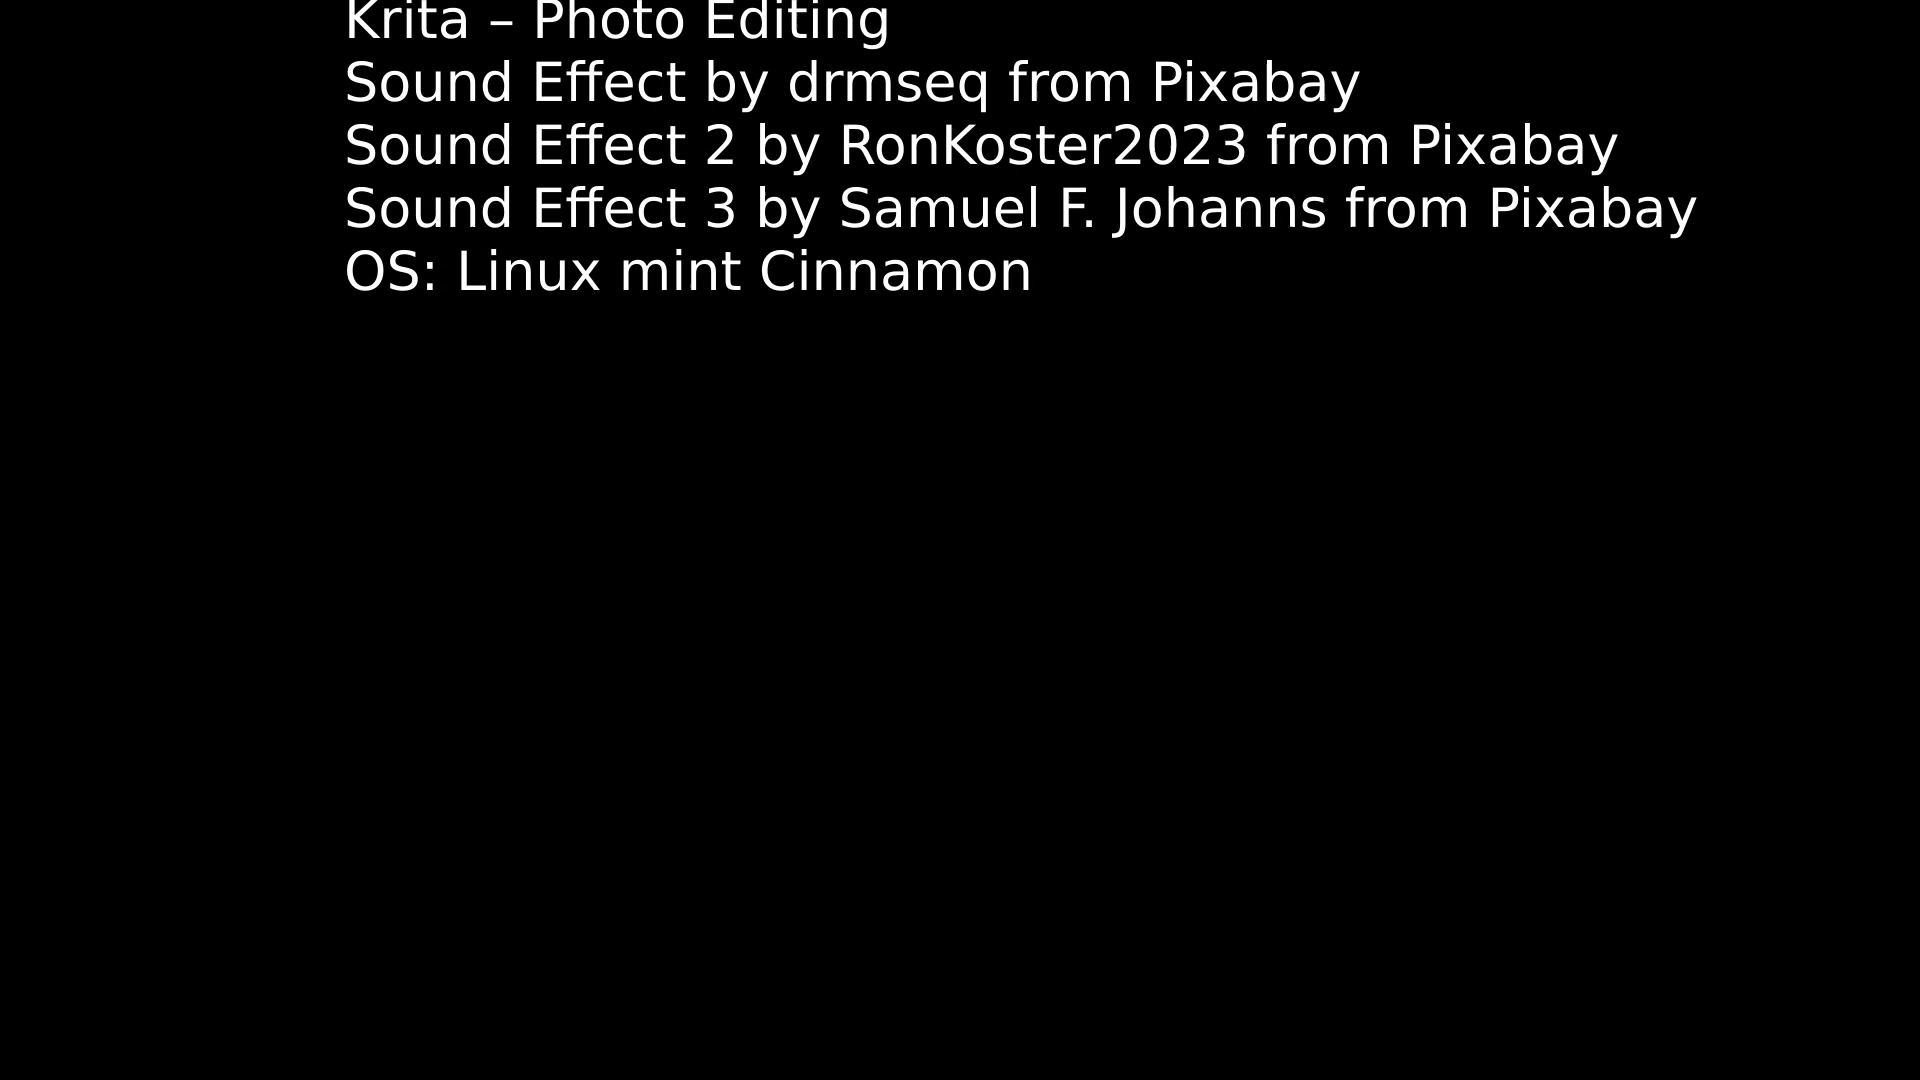 Krita – Photo Editing
Sound Effect by drmseq from Pixabay
Sound Effect 2 by RonKoster2023 from Pixabay
Sound Effect 3 by Samuel F. Johanns from Pixabay
OS: Linux mint Cinnamon